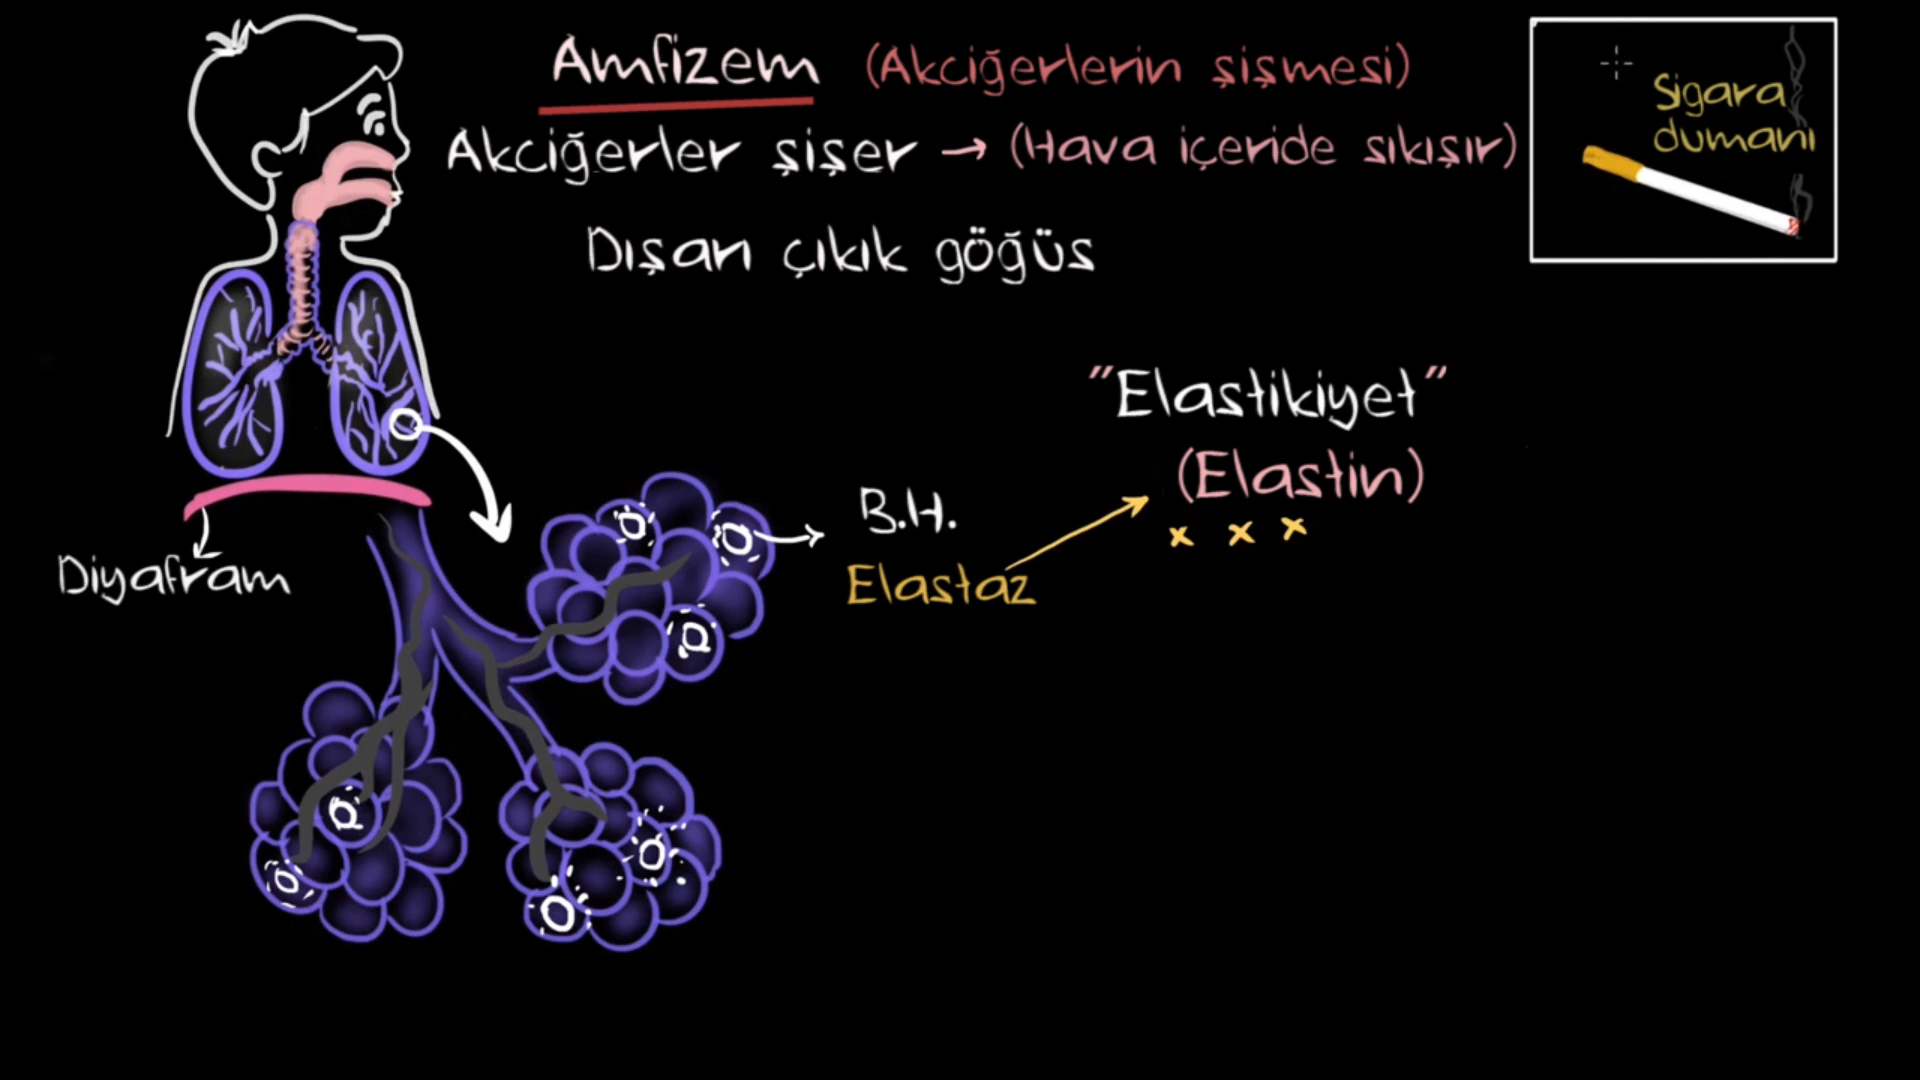 Amfizem (Akciğerlerin şişmesi)
Akciğerler şişer → (Hava içeride sıkışır)
Dışarı çıkık göğüs
Sigara
dumanı
"Elastikiyet"
(Elastin)
x x x
B.H.
Elastaz
Diyafram